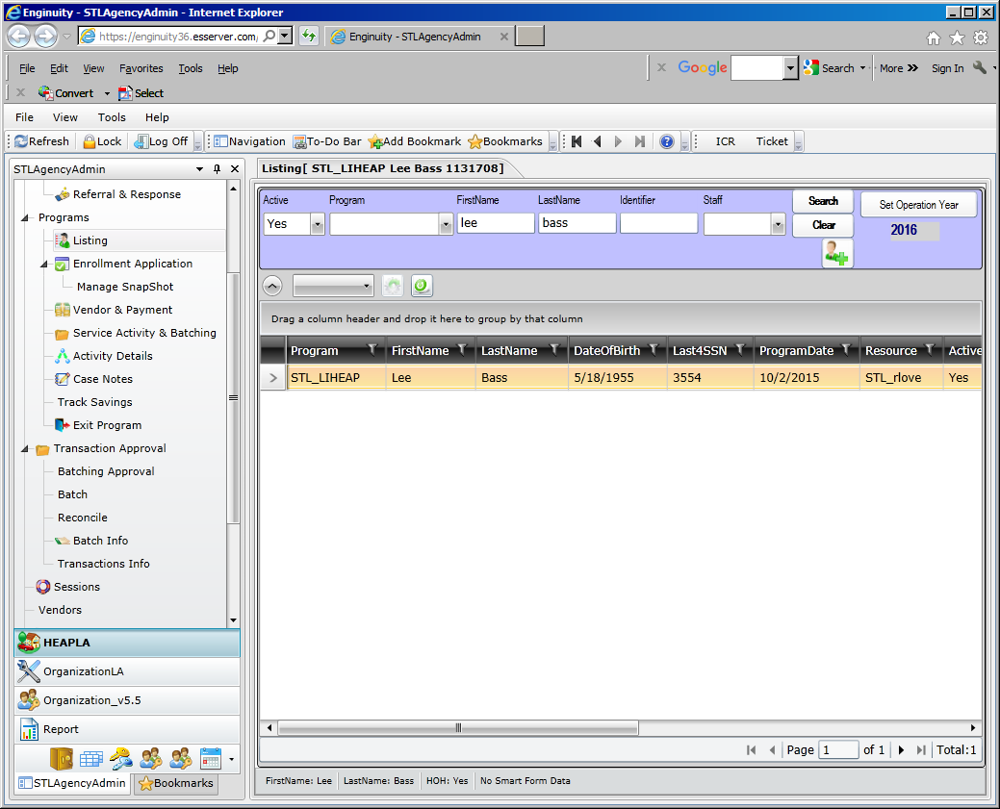 Enginuity - STLAgencyAdmin - Internet Explorer
https://enginuity36.esserver.com/ Enginuity - STLAgencyAdmin
File Edit View Favorites Tools Help Google Search More Sign In
Convert Select
File View Tools Help
Refresh Lock Log Off Navigation To-Do Bar Add Bookmark Bookmarks ICR Ticket
STLAgencyAdmin
Referral & Response
Programs
Listing
Enrollment Application
Manage SnapShot
Vendor & Payment
Service Activity & Batching
Activity Details
Case Notes
Track Savings
Exit Program
Transaction Approval
Batching Approval
Batch
Reconcile
Batch Info
Transactions Info
Sessions
Vendors
HEAPLA
OrganizationLA
Organization_v5.5
Report
STLAgencyAdmin Bookmarks
Listing[ STL_LIHEAP Lee Bass 1131708]
Active Program FirstName LastName Identifier Staff Search Set Operation Year
Yes lee bass Clear 2016
Drag a column header and drop it here to group by that column
Program FirstName LastName DateOfBirth Last4SSN ProgramDate Resource Active
STL_LIHEAP Lee Bass 5/18/1955 3554 10/2/2015 STL_rlove Yes
Page 1 of 1 Total:1
FirstName: Lee LastName: Bass HOH: Yes No Smart Form Data